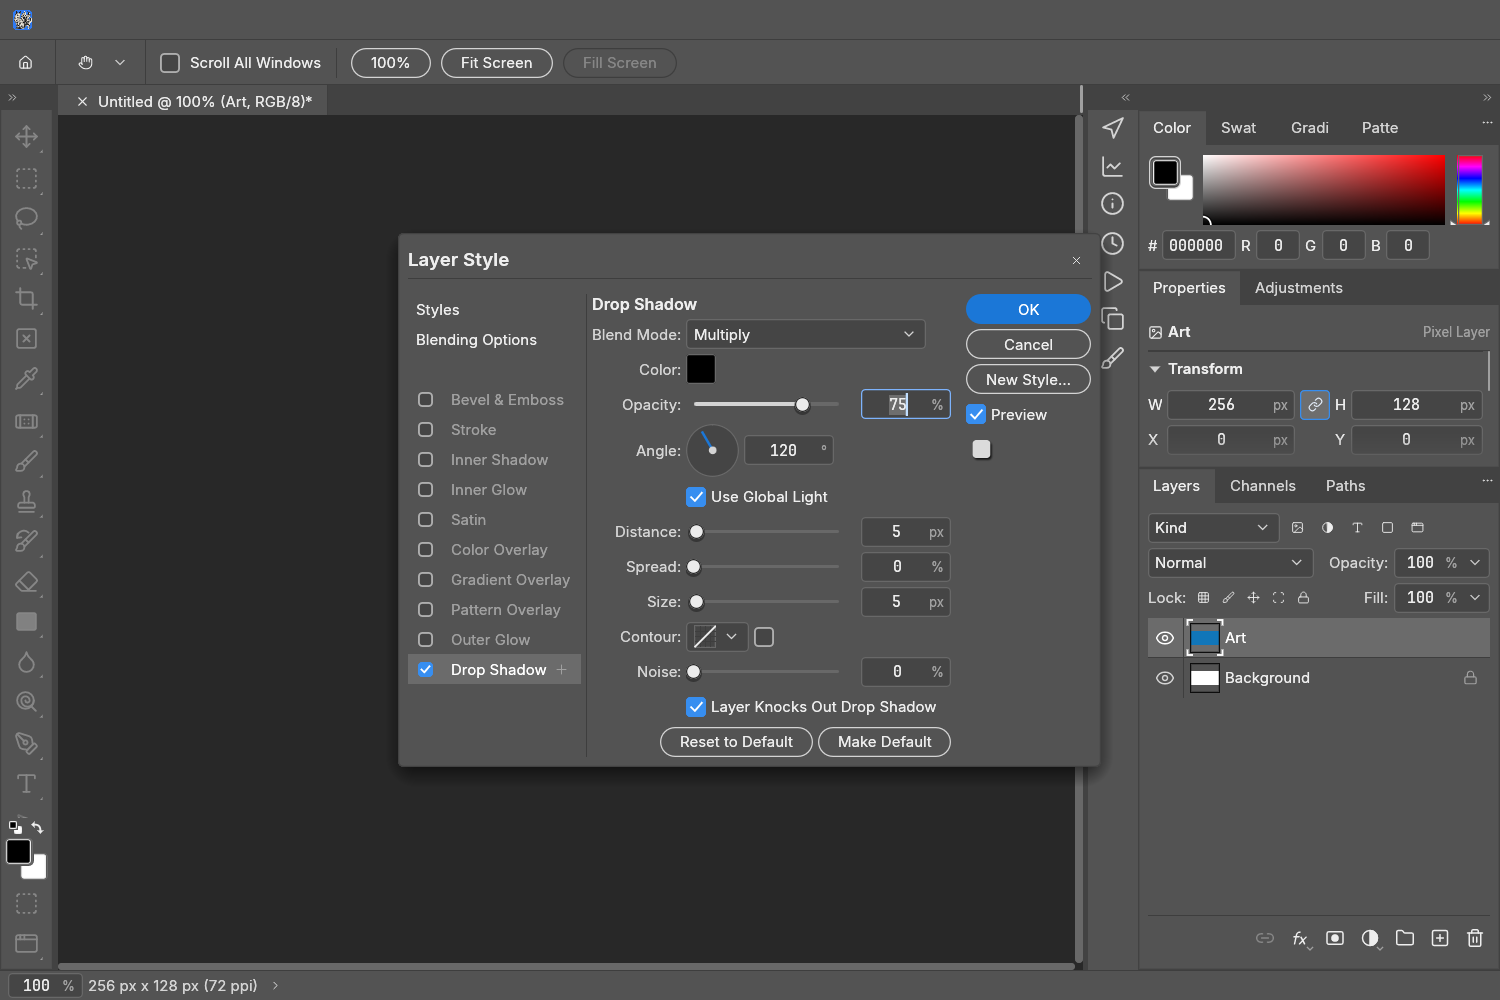 Scroll All Windows 100% Fit Screen Fill Screen
Untitled @ 100% (Art, RGB/8)*
Color Swat Gradi Patte
# 000000 R 0 G 0 B 0
Properties Adjustments
Art Pixel Layer
Transform
W 256 px H 128 px
X 0 px Y 0 px
Layers Channels Paths
Kind
Normal Opacity: 100 %
Lock: Fill: 100 %
Art
Background
Layer Style
Styles
Blending Options
Bevel & Emboss
Stroke
Inner Shadow
Inner Glow
Satin
Color Overlay
Gradient Overlay
Pattern Overlay
Outer Glow
Drop Shadow +
Drop Shadow
Blend Mode: Multiply
Color:
Opacity: 75 %
Angle: 120 °
Use Global Light
Distance: 5 px
Spread: 0 %
Size: 5 px
Contour:
Noise: 0 %
Layer Knocks Out Drop Shadow
Reset to Default Make Default
OK
Cancel
New Style...
Preview
fx
100 % 256 px x 128 px (72 ppi)